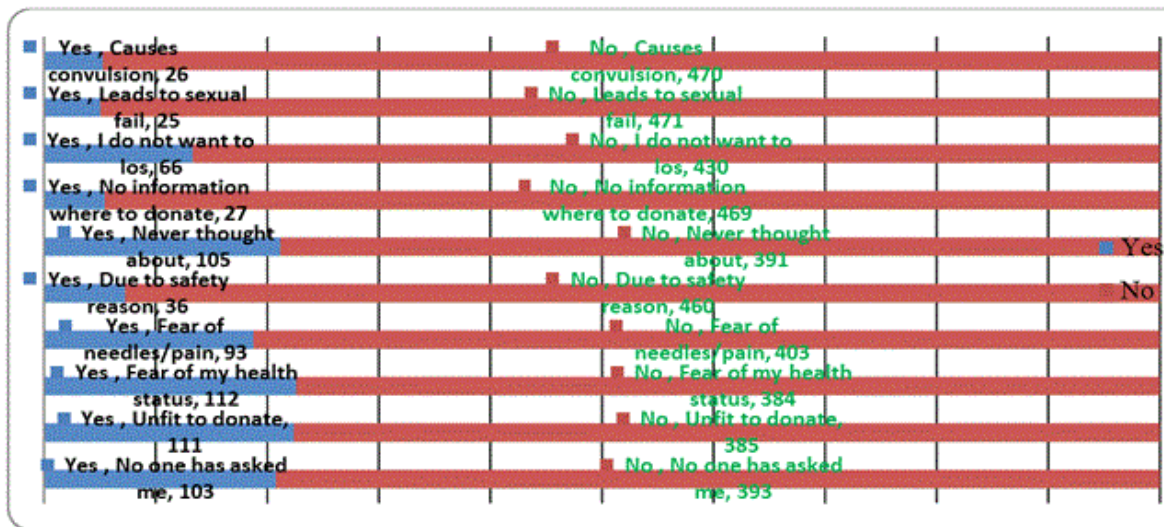 Yes , Causes
convulsion, 26
No , Causes
convulsion, 470
Yes , Leads to sexual
fail, 25
No , Leads to sexual
fail, 471
Yes , I do not want to
los, 66
No , I do not want to
los, 430
Yes , No information
where to donate, 27
No , No information
where to donate, 469
Yes , Never thought
about, 105
No , Never thought
about, 391
Yes
Yes , Due to safety
reason, 36
No , Due to safety
reason, 460
No
Yes , Fear of
needles/pain, 93
No , Fear of
needles/pain, 403
Yes , Fear of my health
status, 112
No , Fear of my health
status, 384
Yes , Unfit to donate,
111
No , Unfit to donate,
385
Yes , No one has asked
me, 103
No , No one has asked
me, 393